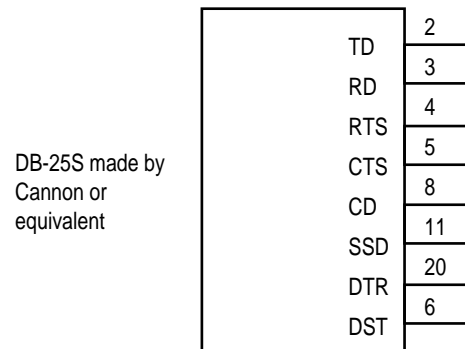 DB-25S made by
Cannon or
equivalent
TD 2
RD 3
RTS 4
CTS 5
CD 8
SSD 11
DTR 20
DST 6